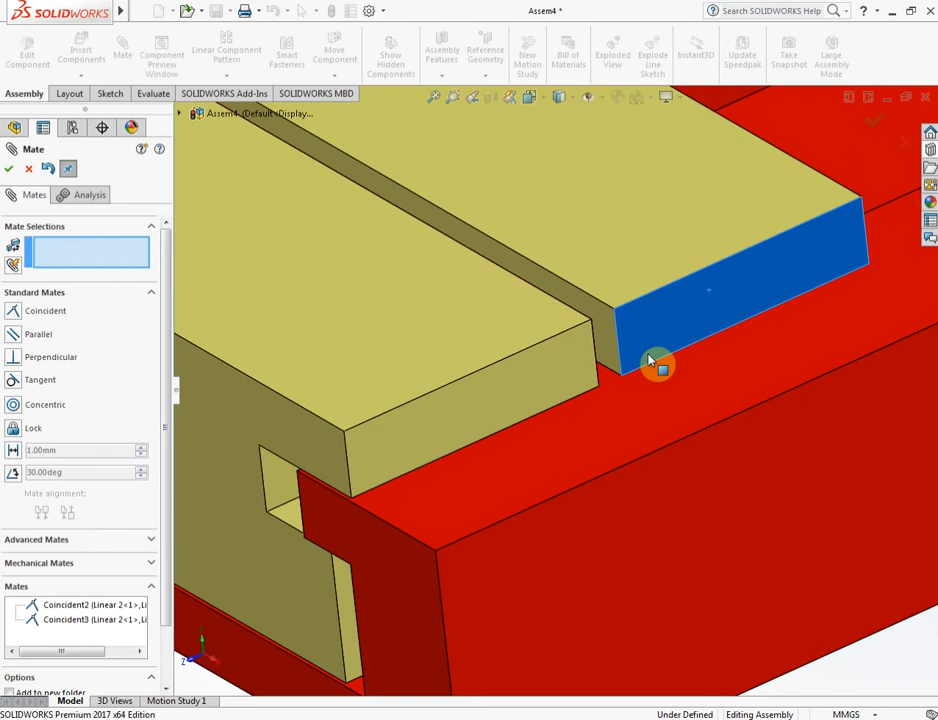 SOLIDWORKS
Assem4 *
Search SOLIDWORKS Help
Edit Component
Insert Components
Mate
Component Preview Window
Linear Component Pattern
Smart Fasteners
Move Component
Show Hidden Components
Assembly Features
Reference Geometry
New Motion Study
Bill of Materials
Exploded View
Explode Line Sketch
Instant3D
Update Speedpak
Take Snapshot
Large Assembly Mode
Assembly
Layout
Sketch
Evaluate
SOLIDWORKS Add-Ins
SOLIDWORKS MBD
Assem4 (Default<Display...
Mate
Mates
Analysis
Mate Selections
Standard Mates
Coincident
Parallel
Perpendicular
Tangent
Concentric
Lock
1.00mm
30.00deg
Mate alignment:
Advanced Mates
Mechanical Mates
Mates
Coincident2 (Linear 2<1>,Li
Coincident3 (Linear 2<1>,Li
Options
Add to new folder
Model
3D Views
Motion Study 1
SOLIDWORKS Premium 2017 x64 Edition
Under Defined
Editing Assembly
MMGS